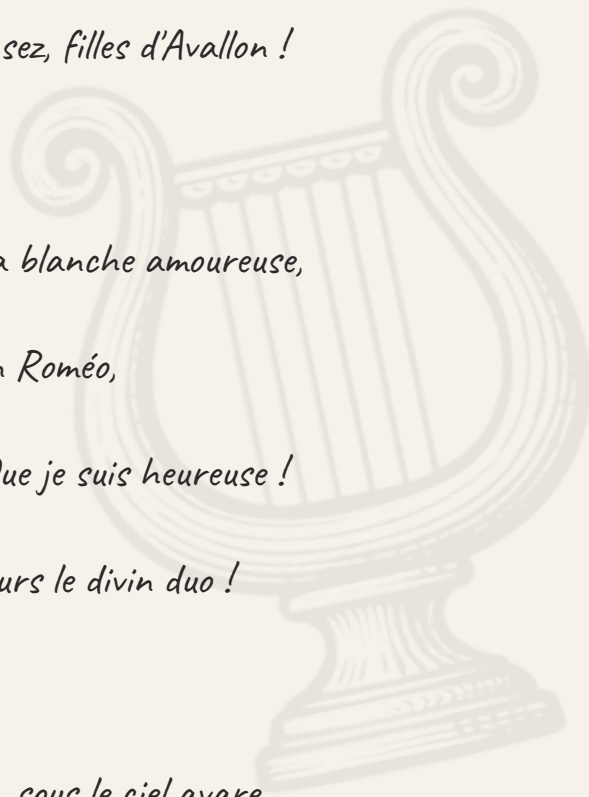 sez, filles d'Avallon !
a blanche amoureuse,
n Roméo,
Que je suis heureuse !
urs le divin duo !
sous le ciel avare